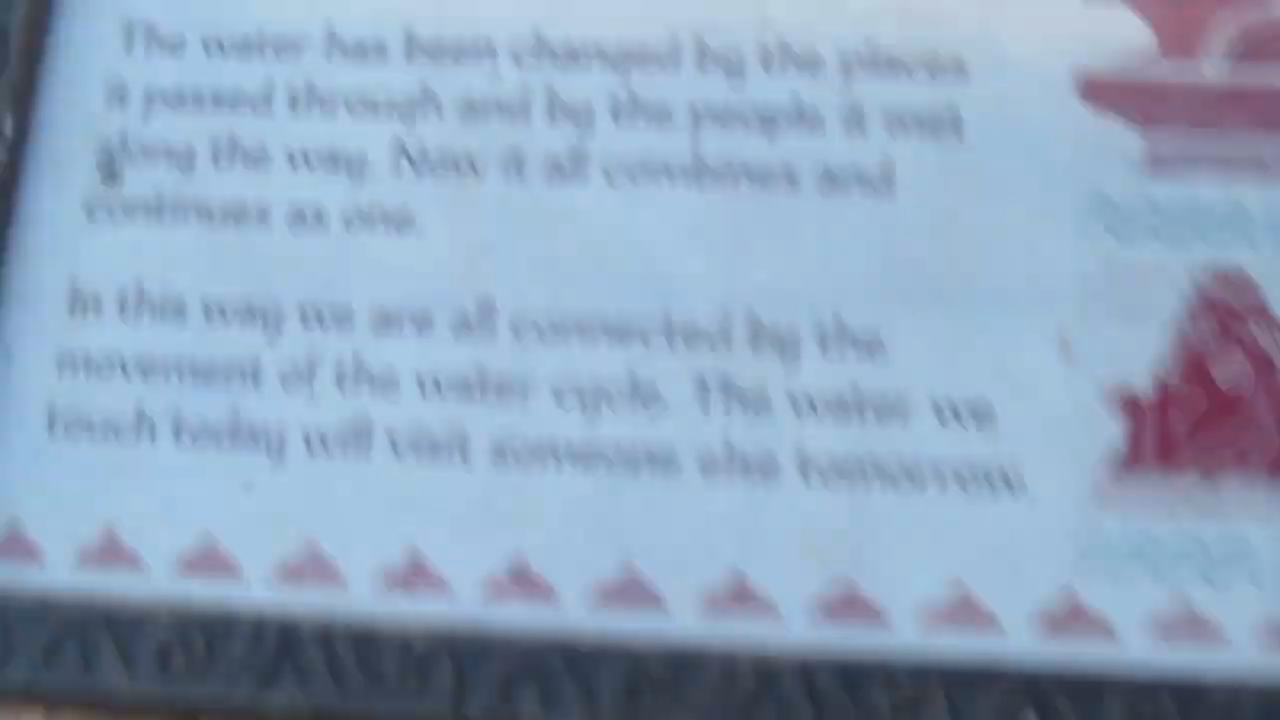 The water has been changed by the places
it passed through and by the people it met
along the way. Now it all combines and
continues as one.
In this way we are all connected by the
movement of the water cycle. The water we
touch today will visit someone else tomorrow.